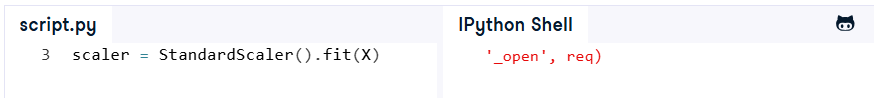 script.py
IPython Shell
3 scaler = StandardScaler().fit(X)
'_open', req)